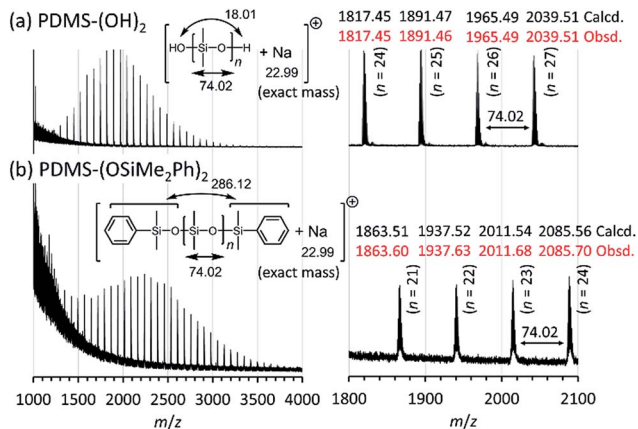 (a) PDMS-(OH)2
18.01
HO Si O H
n
+ Na
⊕
74.02
22.99
(exact mass)
1817.45 1891.47 1965.49 2039.51 Calcd.
1817.45 1891.46 1965.49 2039.51 Obsd.
(n = 24)
(n = 25)
(n = 26)
(n = 27)
74.02
(b) PDMS-(OSiMe2Ph)2
286.12
Si O Si O Si
n
+ Na
⊕
74.02
22.99
(exact mass)
1863.51 1937.52 2011.54 2085.56 Calcd.
1863.60 1937.63 2011.68 2085.70 Obsd.
(n = 21)
(n = 22)
(n = 23)
(n = 24)
74.02
1000 1500 2000 2500 3000 3500 4000
m/z
1800 1900 2000 2100
m/z